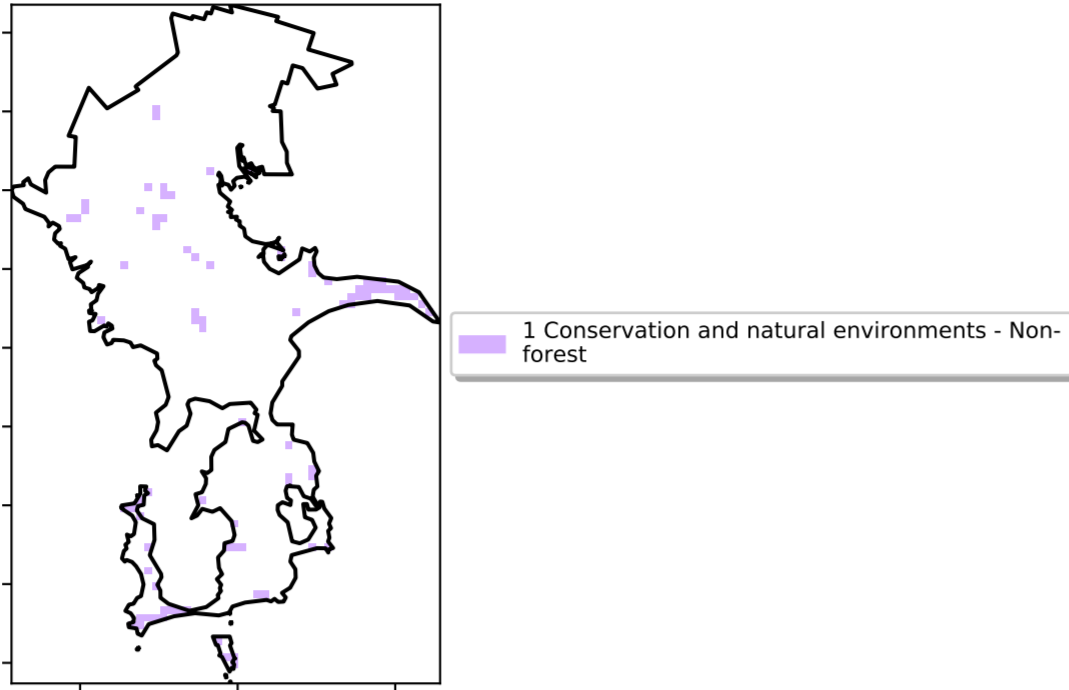 1 Conservation and natural environments - Non-
forest